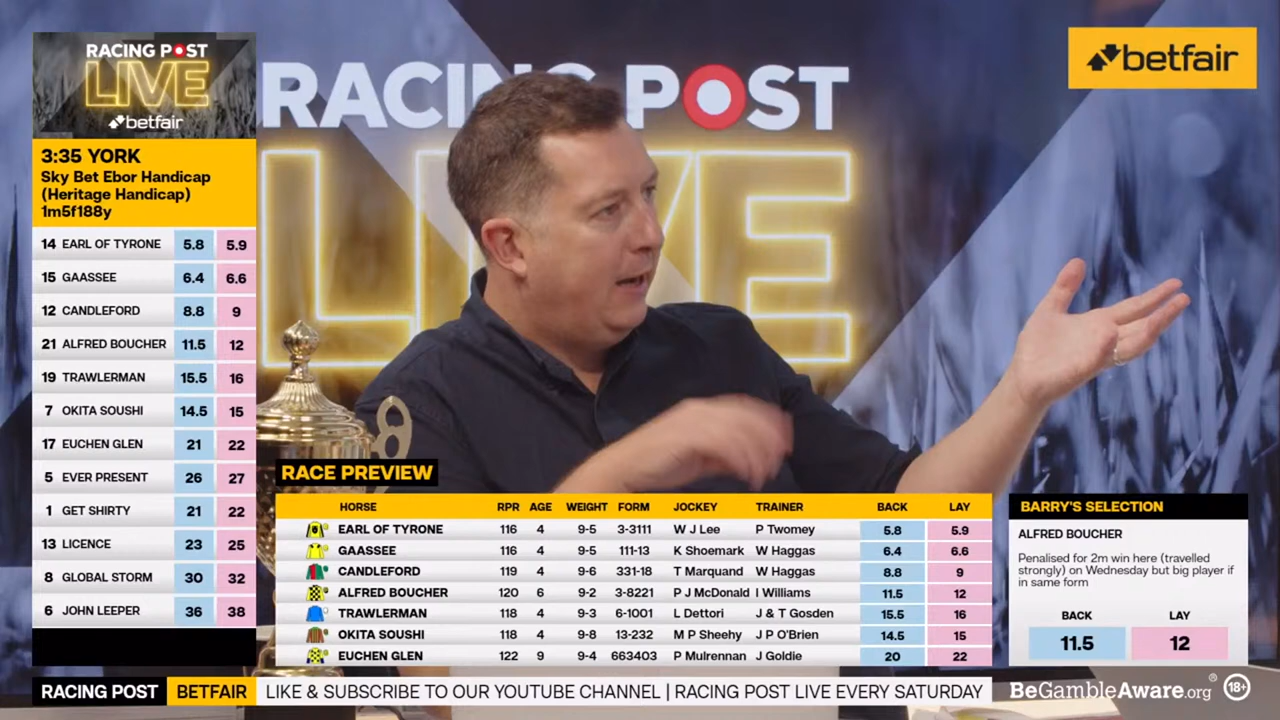 RACING POST
LIVE
betfair
3:35 YORK
Sky Bet Ebor Handicap
(Heritage Handicap)
1m5f188y
14 EARL OF TYRONE 5.8 5.9
15 GAASSEE 6.4 6.6
12 CANDLEFORD 8.8 9
21 ALFRED BOUCHER 11.5 12
19 TRAWLERMAN 15.5 16
7 OKITA SOUSHI 14.5 15
17 EUCHEN GLEN 21 22
5 EVER PRESENT 26 27
1 GET SHIRTY 21 22
13 LICENCE 23 25
8 GLOBAL STORM 30 32
6 JOHN LEEPER 36 38
RACING POST
LIVE
betfair
RACE PREVIEW
HORSE RPR AGE WEIGHT FORM JOCKEY TRAINER BACK LAY
EARL OF TYRONE 116 4 9-5 3-3111 W J Lee P Twomey 5.8 5.9
GAASSEE 116 4 9-5 111-13 K Shoemark W Haggas 6.4 6.6
CANDLEFORD 119 4 9-6 331-18 T Marquand W Haggas 8.8 9
ALFRED BOUCHER 120 6 9-2 3-8221 P J McDonald I Williams 11.5 12
TRAWLERMAN 118 4 9-3 6-1001 L Dettori J & T Gosden 15.5 16
OKITA SOUSHI 118 4 9-8 13-232 M P Sheehy J P O'Brien 14.5 15
EUCHEN GLEN 122 9 9-4 663403 P Mulrennan J Goldie 20 22
BARRY'S SELECTION
ALFRED BOUCHER
Penalised for 2m win here (travelled
strongly) on Wednesday but big player if
in same form
BACK LAY
11.5 12
RACING POST BETFAIR LIKE & SUBSCRIBE TO OUR YOUTUBE CHANNEL | RACING POST LIVE EVERY SATURDAY
BeGambleAware.org® 18+